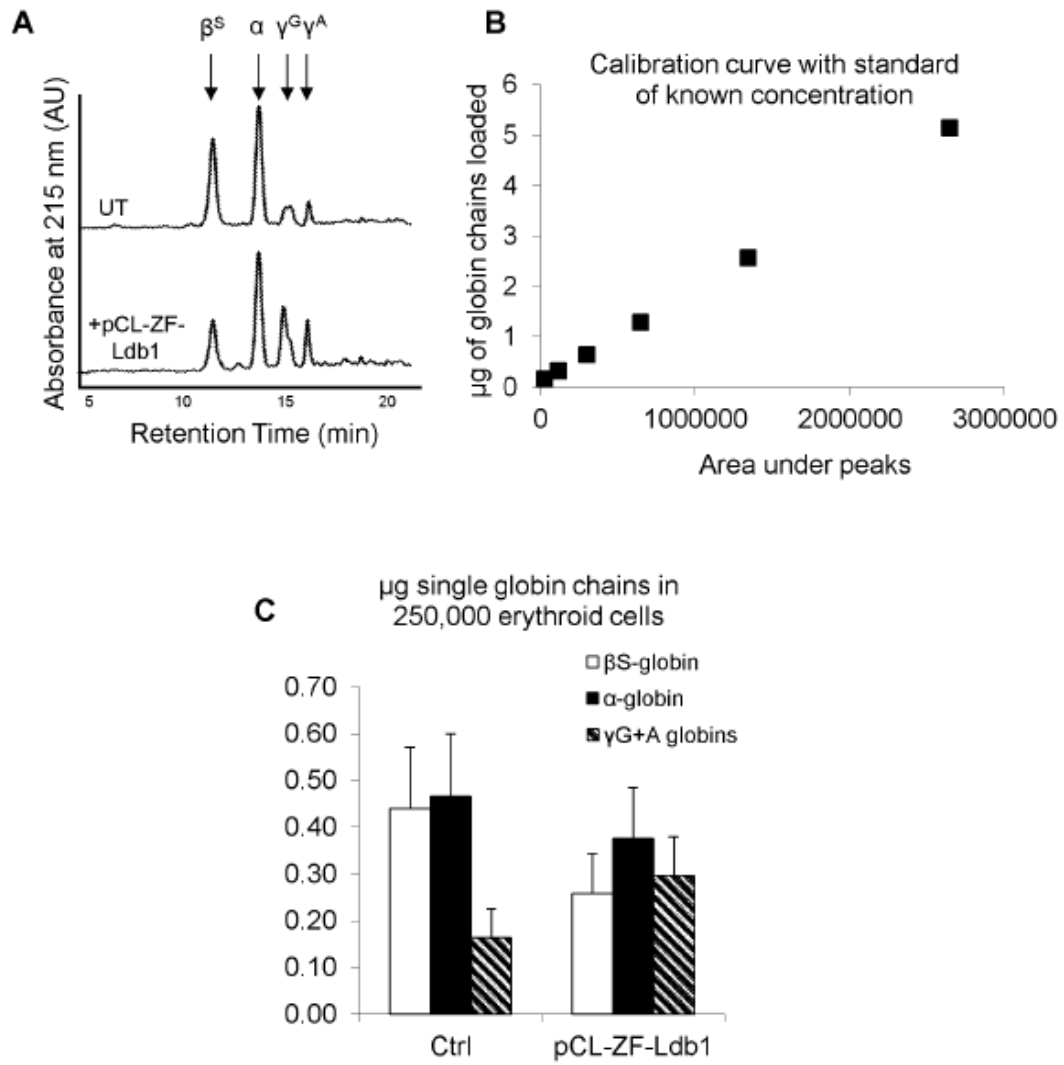 A
βS α γG γA
Absorbance at 215 nm (AU)
UT
+pCL-ZF-
Ldb1
5 10 15 20
Retention Time (min)
B
Calibration curve with standard
of known concentration
µg of globin chains loaded
6
5
4
3
2
1
0
0 1000000 2000000 3000000
Area under peaks
C
µg single globin chains in
250,000 erythroid cells
βS-globin
α-globin
γG+A globins
0.70
0.60
0.50
0.40
0.30
0.20
0.10
0.00
Ctrl pCL-ZF-Ldb1